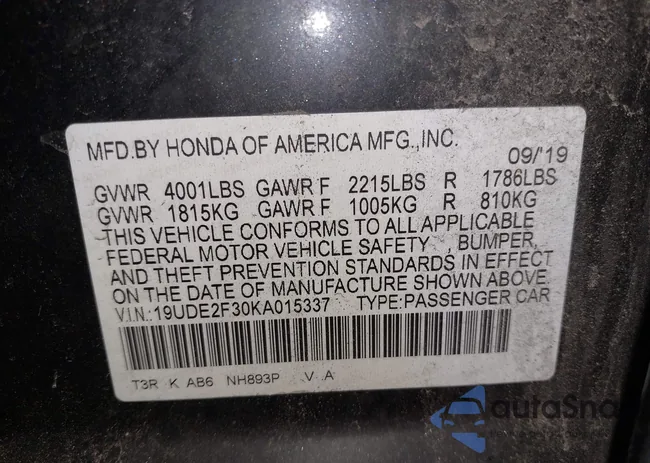 MFD.BY HONDA OF AMERICA MFG.,INC.
09/'19
GVWR 4001LBS GAWR F 2215LBS R 1786LBS
GVWR 1815KG GAWR F 1005KG R 810KG
THIS VEHICLE CONFORMS TO ALL APPLICABLE
FEDERAL MOTOR VEHICLE SAFETY , BUMPER,
AND THEFT PREVENTION STANDARDS IN EFFECT
ON THE DATE OF MANUFACTURE SHOWN ABOVE
V.I.N.:19UDE2F30KA015337 TYPE:PASSENGER CAR
T3R K AB6 NH893P V A
autaSna